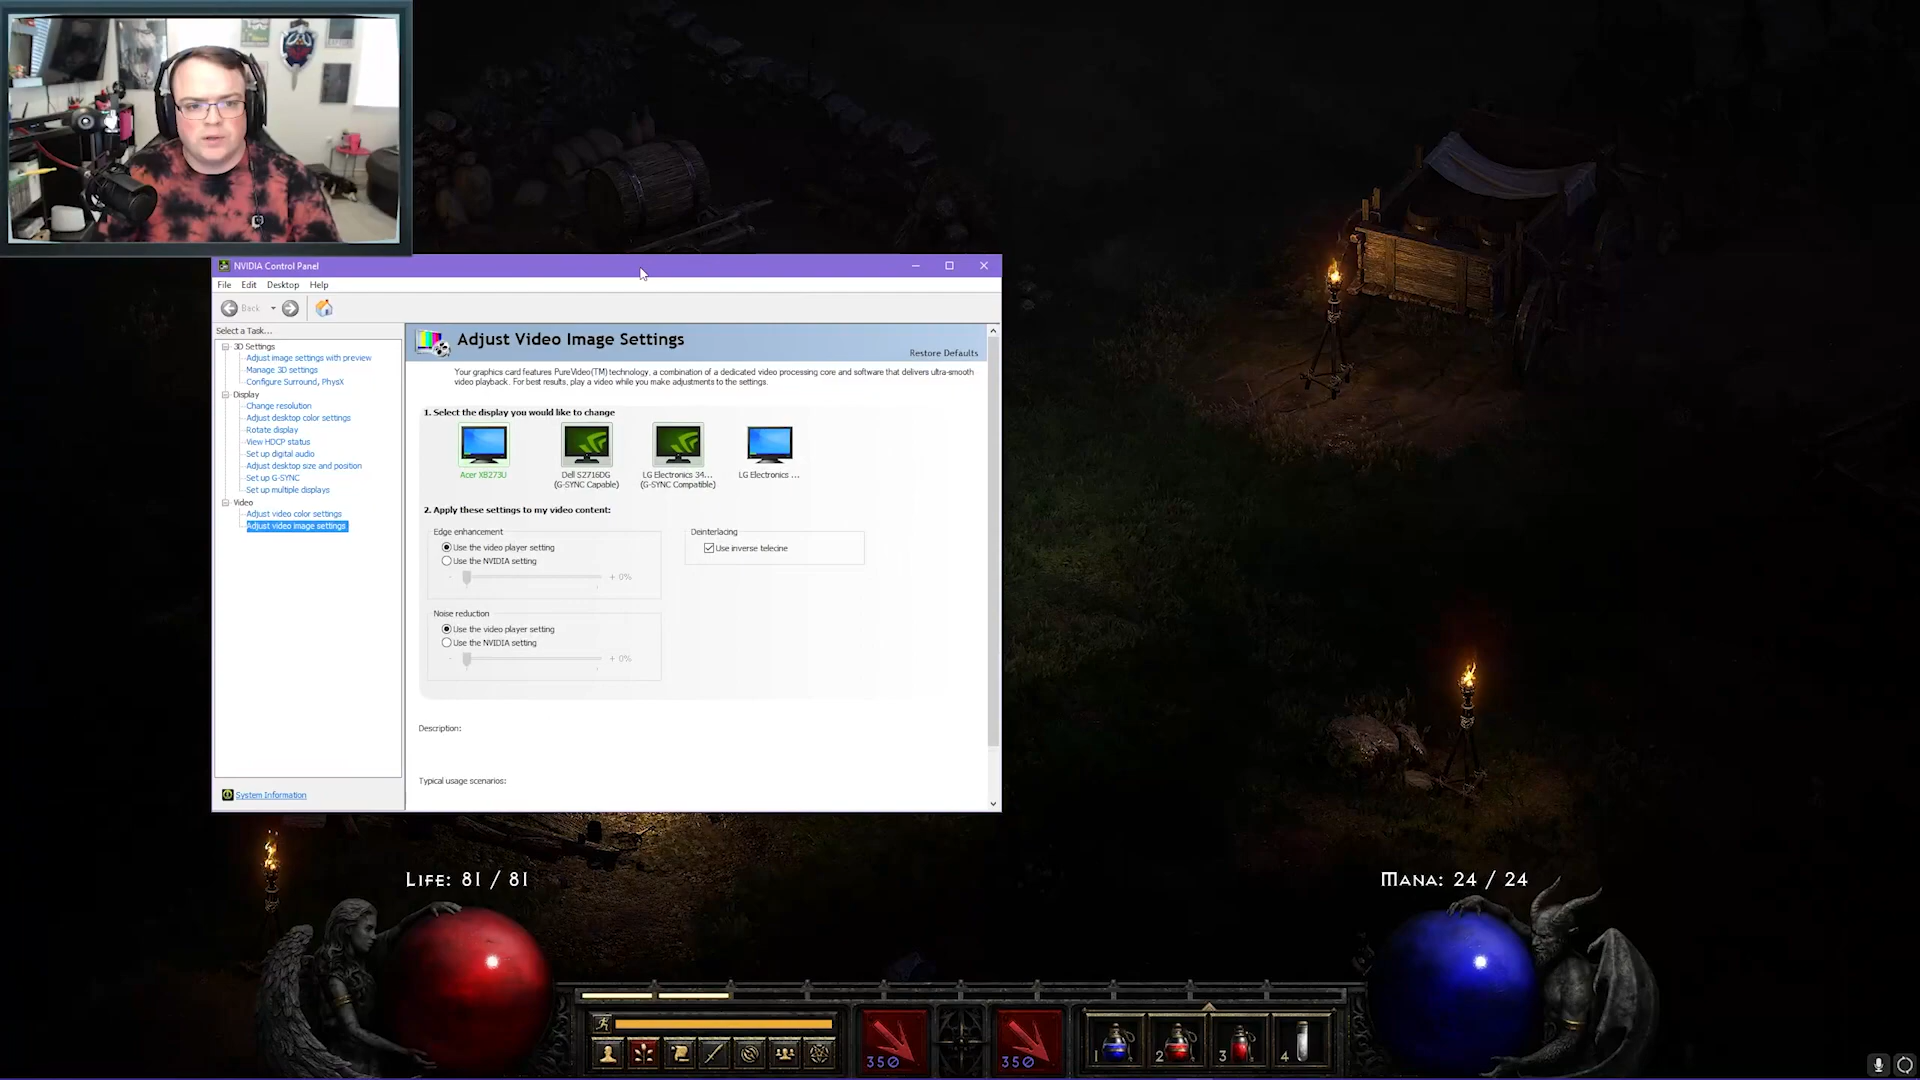 NVIDIA Control Panel
File Edit Desktop Help
Back
Select a Task...
3D Settings
Adjust image settings with preview
Manage 3D settings
Configure Surround, PhysX
Display
Change resolution
Adjust desktop color settings
Rotate display
View HDCP status
Set up digital audio
Adjust desktop size and position
Set up G-SYNC
Set up multiple displays
Video
Adjust video color settings
Adjust video image settings
System Information
Adjust Video Image Settings
Restore Defaults
Your graphics card features PureVideo(TM) technology, a combination of a dedicated video processing core and software that delivers ultra-smooth
video playback. For best results, play a video while you make adjustments to the settings.
1. Select the display you would like to change
Acer XB273U
Dell S2716DG
(G-SYNC Capable)
LG Electronics 34...
(G-SYNC Compatible)
LG Electronics ...
2. Apply these settings to my video content:
Edge enhancement
Use the video player setting
Use the NVIDIA setting
+ 0%
Deinterlacing
Use inverse telecine
Noise reduction
Use the video player setting
Use the NVIDIA setting
+ 0%
Description:
Typical usage scenarios:
Life: 81 / 81
Mana: 24 / 24
350
350
1
2
3
4